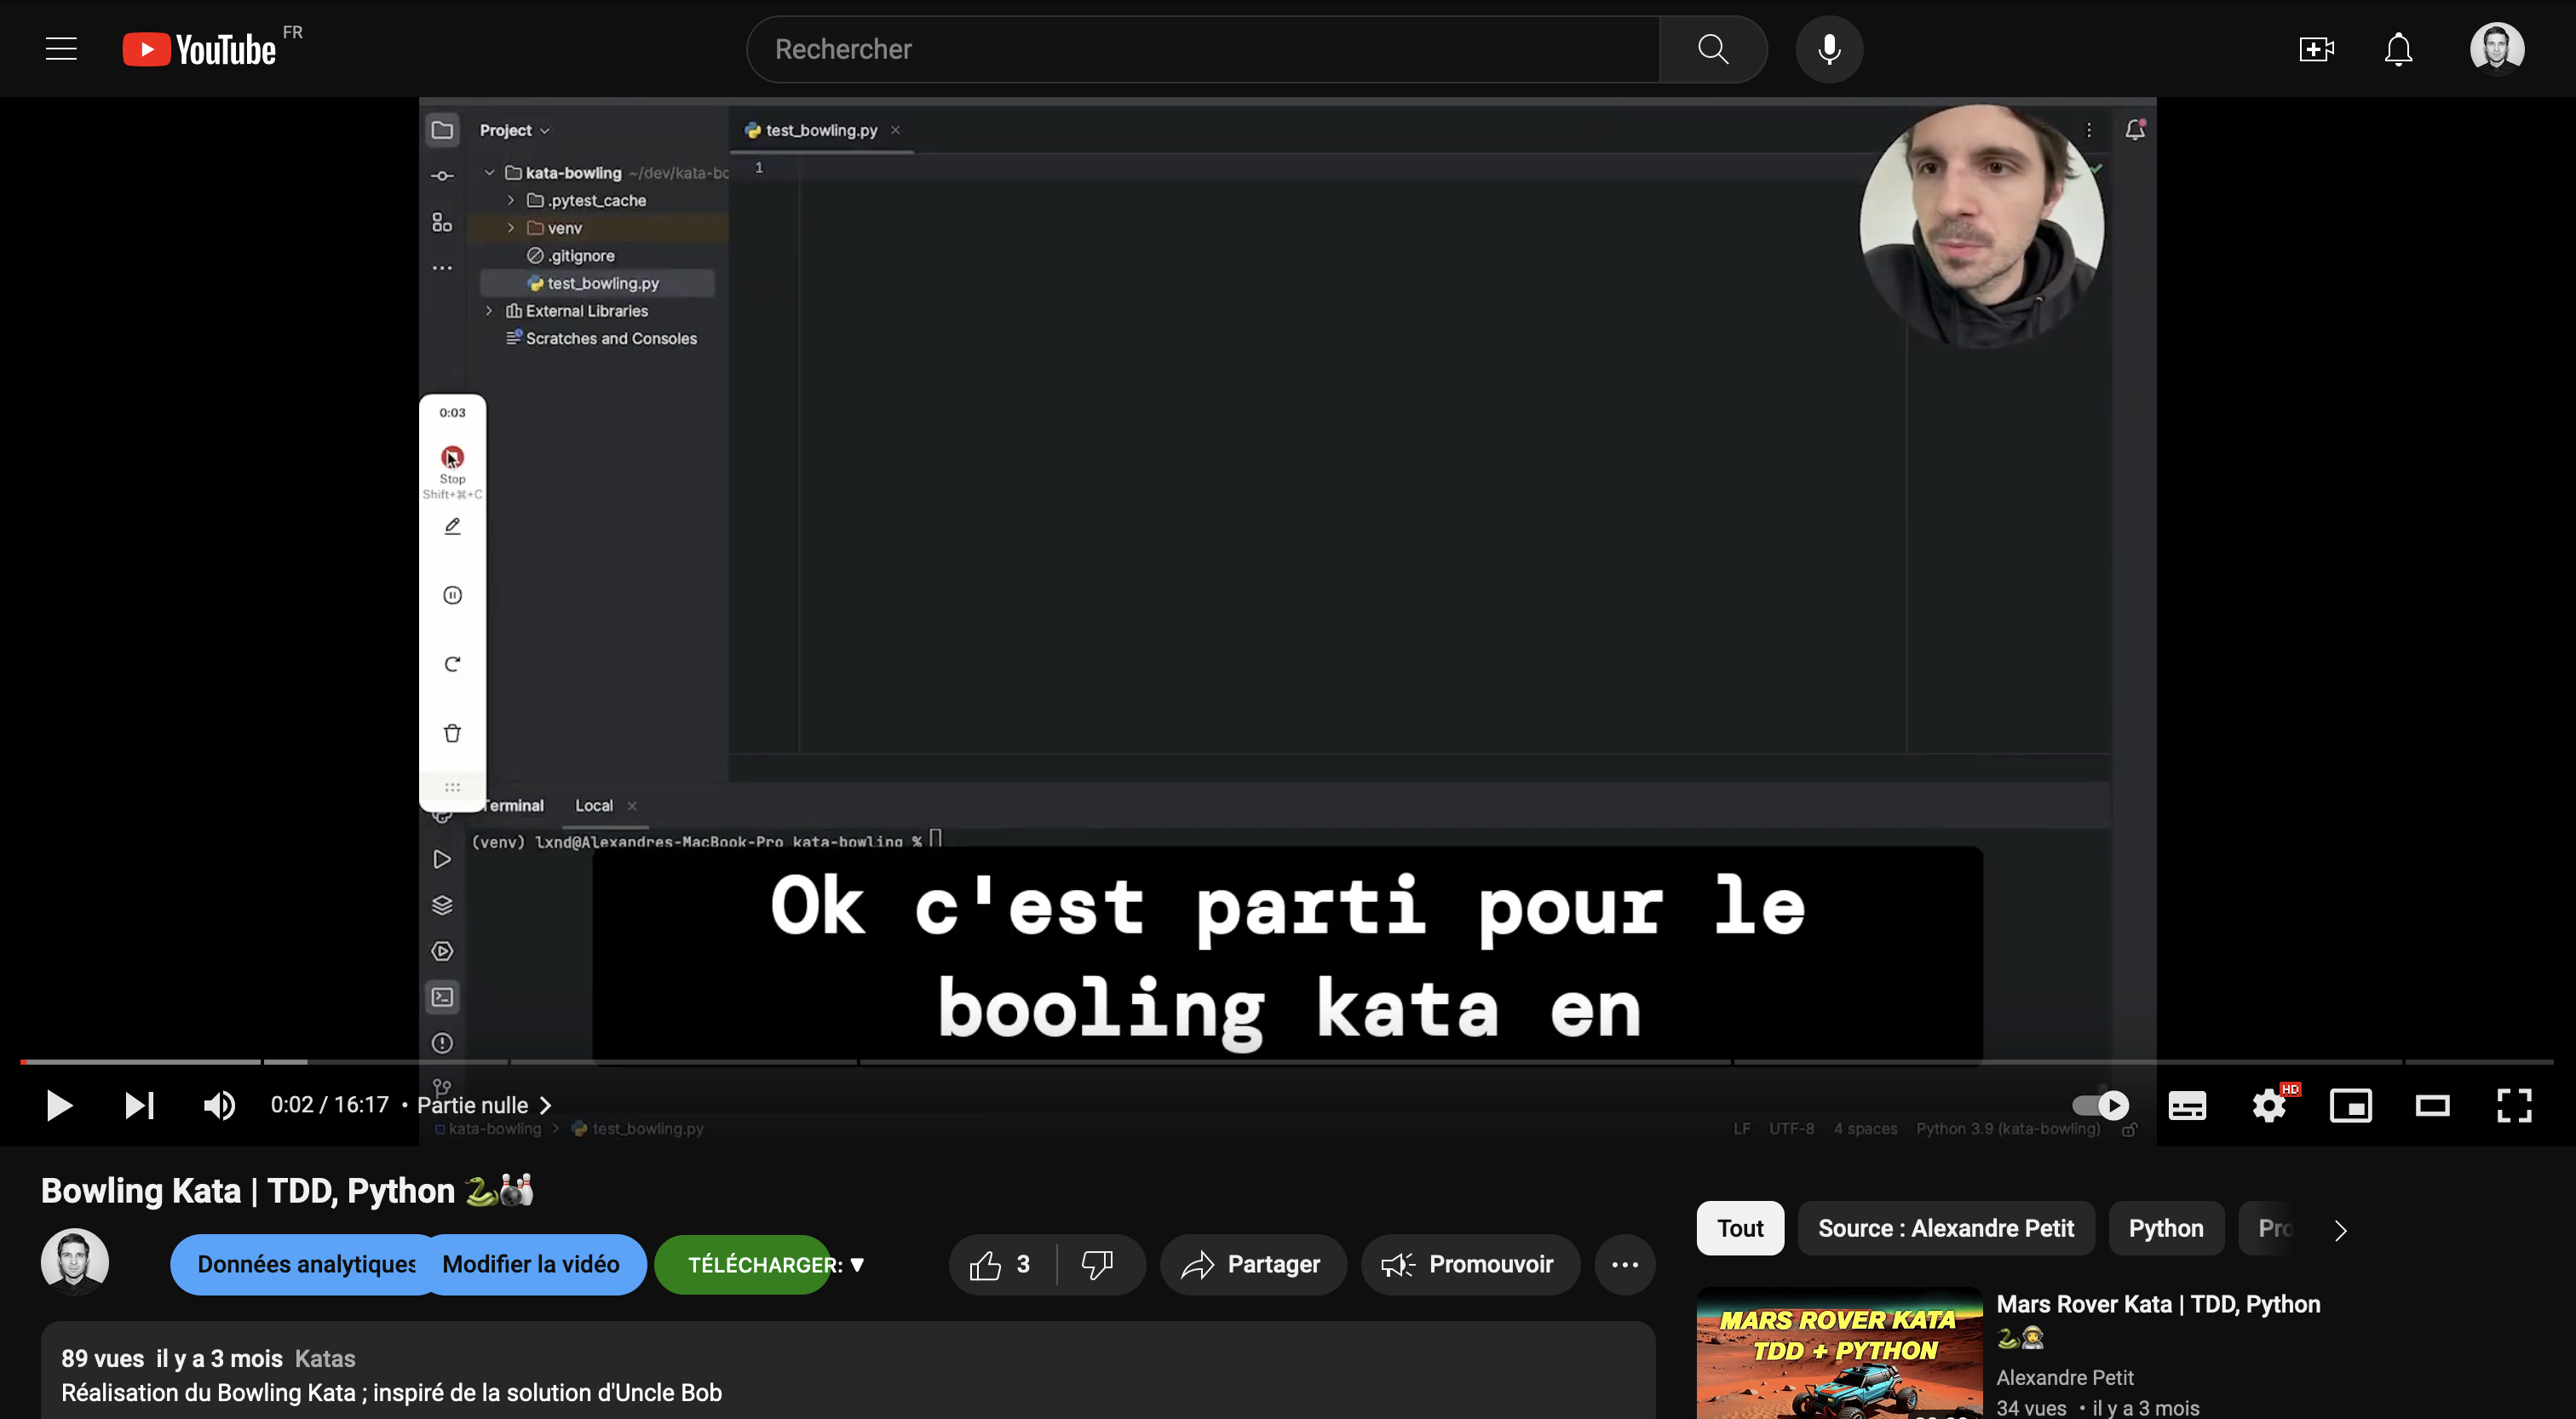 YouTube FR
Rechercher
Project
test_bowling.py
1
kata-bowling ~/dev/kata-bo
.pytest_cache
venv
.gitignore
test_bowling.py
External Libraries
Scratches and Consoles
0:03
Stop
Shift+⌘+C
Terminal
Local
(venv) lxnd@Alexandres-MacBook-Pro kata-bowling %
Ok c'est parti pour le
booling kata en
0:02 / 16:17 • Partie nulle
HD
kata-bowling > test_bowling.py
LF UTF-8 4 spaces Python 3.9 (kata-bowling)
Bowling Kata | TDD, Python 🐍🎳
Données analytiques
Modifier la vidéo
TÉLÉCHARGER: ▼
3
Partager
Promouvoir
89 vues il y a 3 mois Katas
Réalisation du Bowling Kata ; inspiré de la solution d'Uncle Bob
Tout
Source : Alexandre Petit
Python
Pro
MARS ROVER KATA
TDD + PYTHON
Mars Rover Kata | TDD, Python
🐍👨‍🚀
Alexandre Petit
34 vues • il y a 3 mois